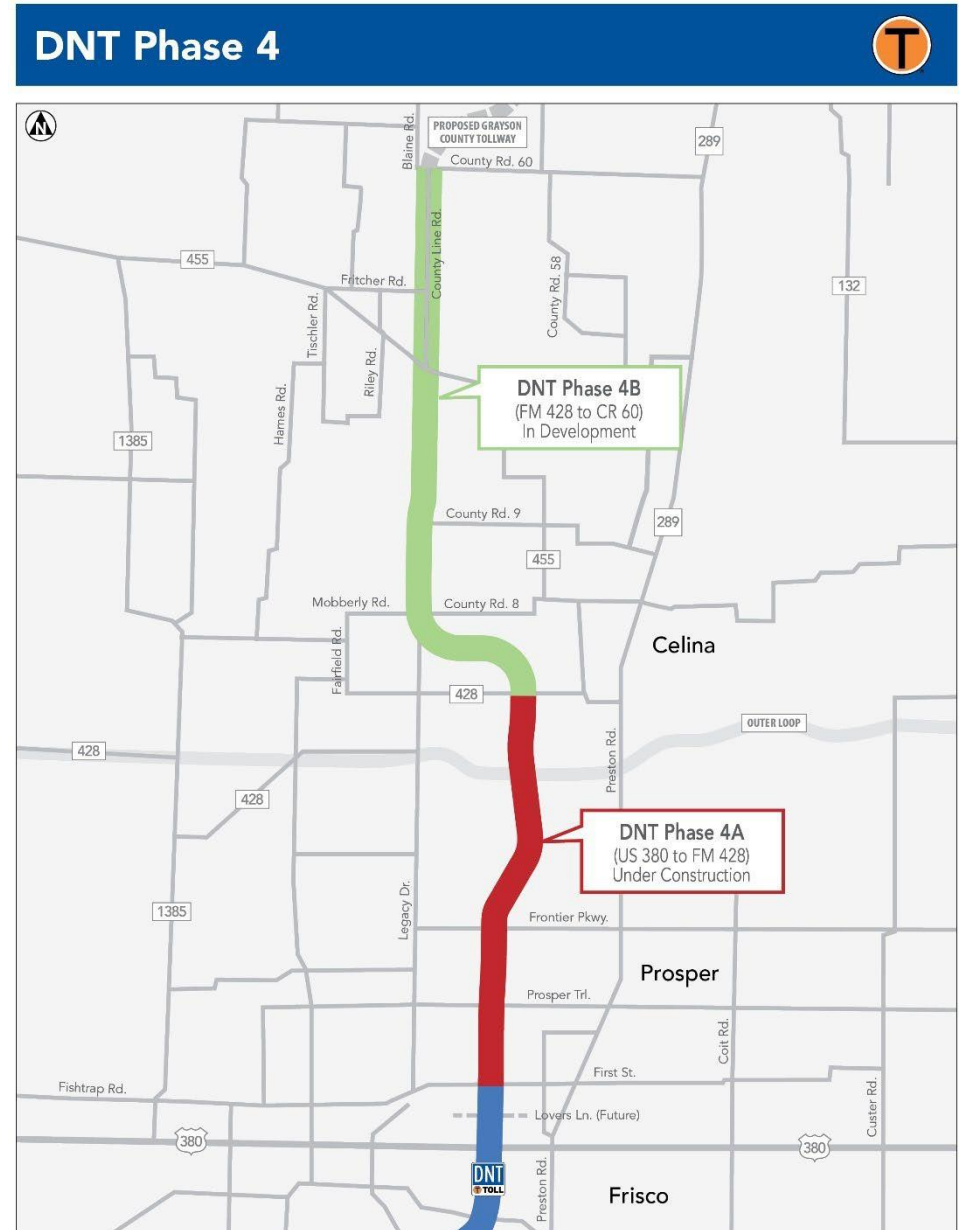 DNT Phase 4
T
N
Blaine Rd.
PROPOSED GRAYSON
COUNTY TOLLWAY
289
County Rd. 60
County Line Rd.
455
Fritcher Rd.
County Rd. 58
132
Tischler Rd.
Riley Rd.
Hames Rd.
DNT Phase 4B
(FM 428 to CR 60)
In Development
1385
County Rd. 9
289
455
Mobberly Rd.
County Rd. 8
Fairfield Rd.
Celina
428
OUTER LOOP
428
Preston Rd.
428
DNT Phase 4A
(US 380 to FM 428)
Under Construction
1385
Legacy Dr.
Frontier Pkwy.
Prosper
Prosper Trl.
Coit Rd.
First St.
Fishtrap Rd.
Custer Rd.
Lovers Ln. (Future)
380
380
DNT
TOLL
Preston Rd.
Frisco